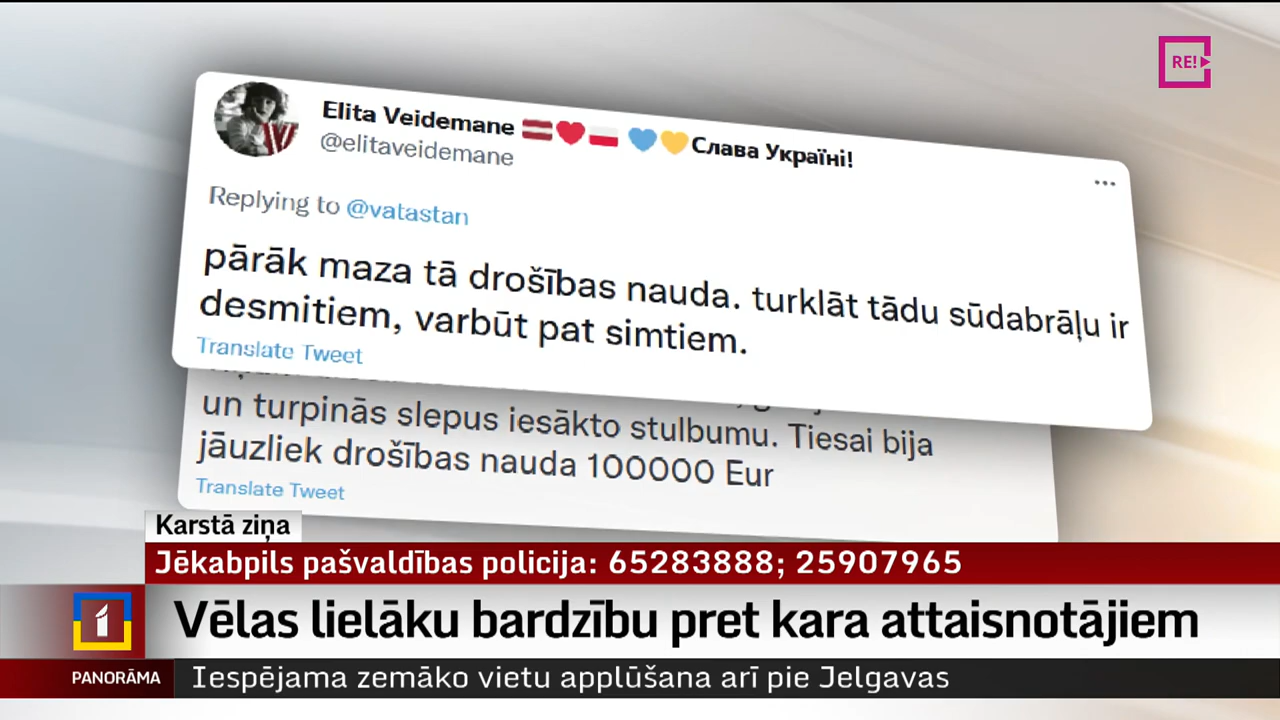 RE!
Elita Veidemane 🇱🇻❤️🇵🇱 💙💛Слава Україні!
@elitaveidemane
Replying to @vatastan
pārāk maza tā drošības nauda. turklāt tādu sūdabrāļu ir
desmitiem, varbūt pat simtiem.
Translate Tweet
un turpinās slepus iesākto stulbumu. Tiesai bija
jāuzliek drošības nauda 100000 Eur
Translate Tweet
Karstā ziņa
Jēkabpils pašvaldības policija: 65283888; 25907965
1
Vēlas lielāku bardzību pret kara attaisnotājiem
PANORĀMA
Iespējama zemāko vietu applūšana arī pie Jelgavas